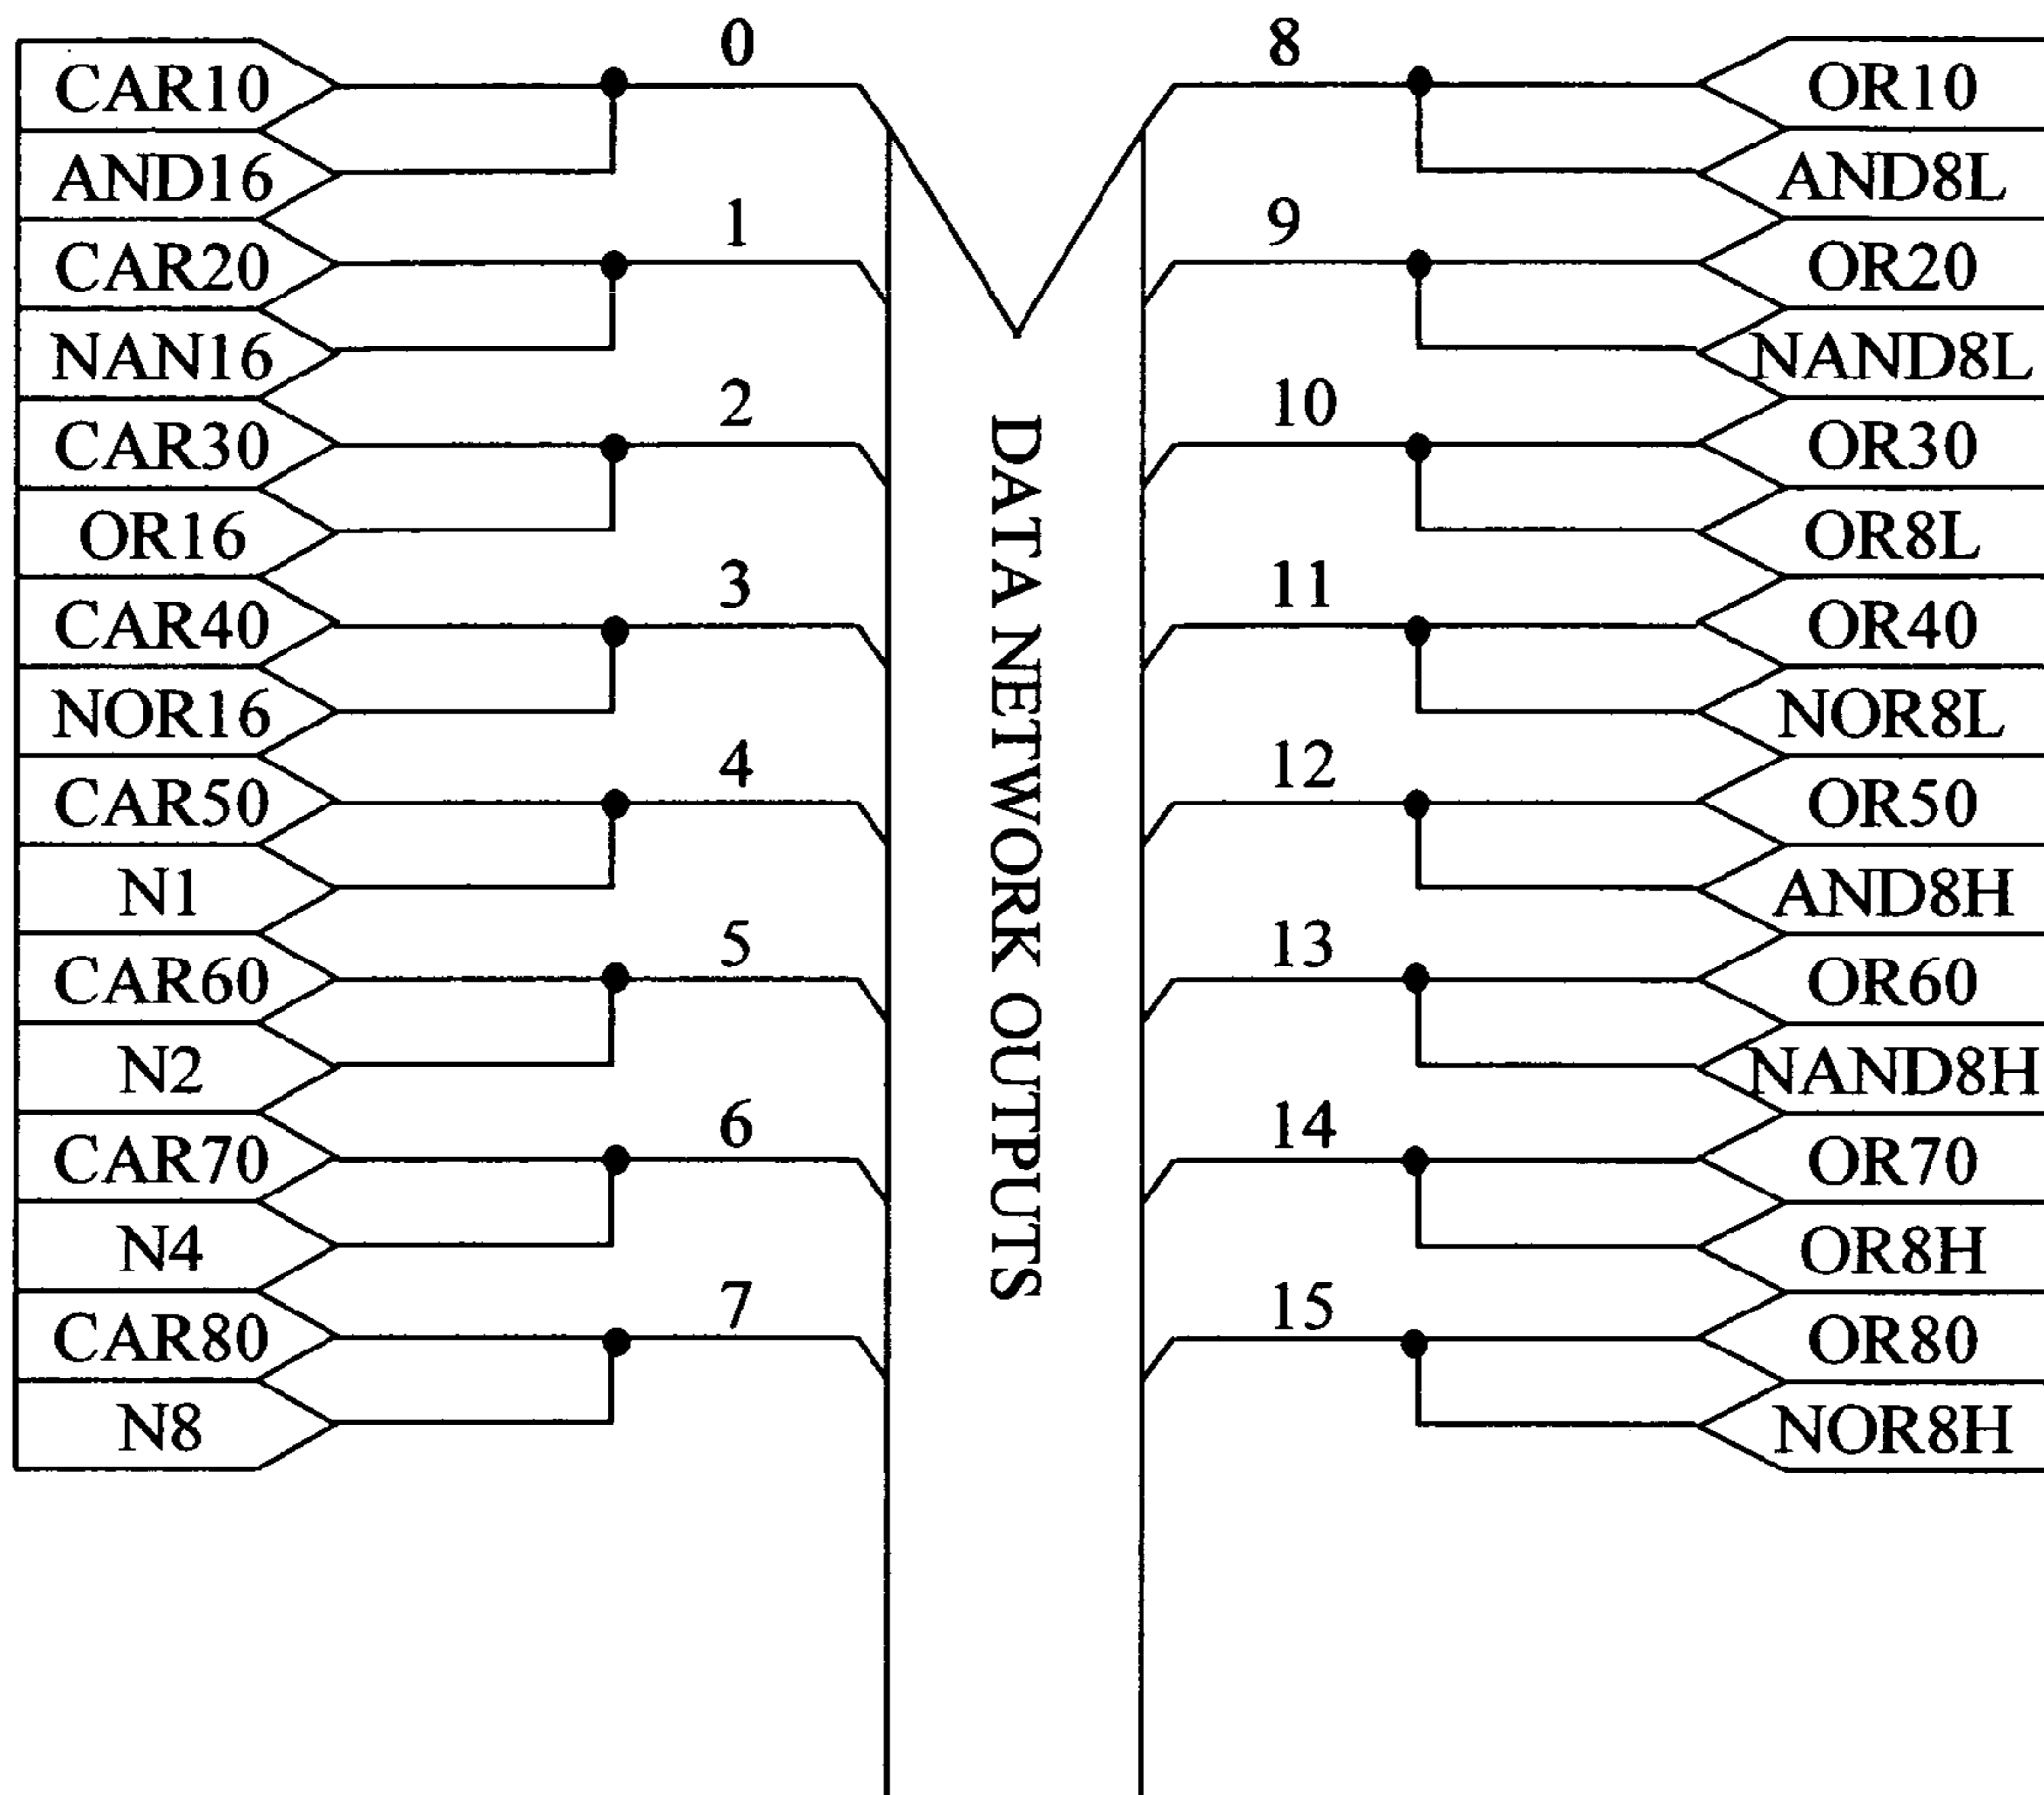 0
8
CAR10
OR10
AND16
AND8L
1
9
CAR20
OR20
NAN16
NAND8L
2
10
CAR30
OR30
OR16
OR8L
3
11
CAR40
OR40
NOR16
NOR8L
4
12
CAR50
OR50
N1
AND8H
5
13
CAR60
OR60
N2
NAND8H
6
14
CAR70
OR70
N4
OR8H
7
15
CAR80
OR80
N8
NOR8H
DATA NETWORK OUTPUTS